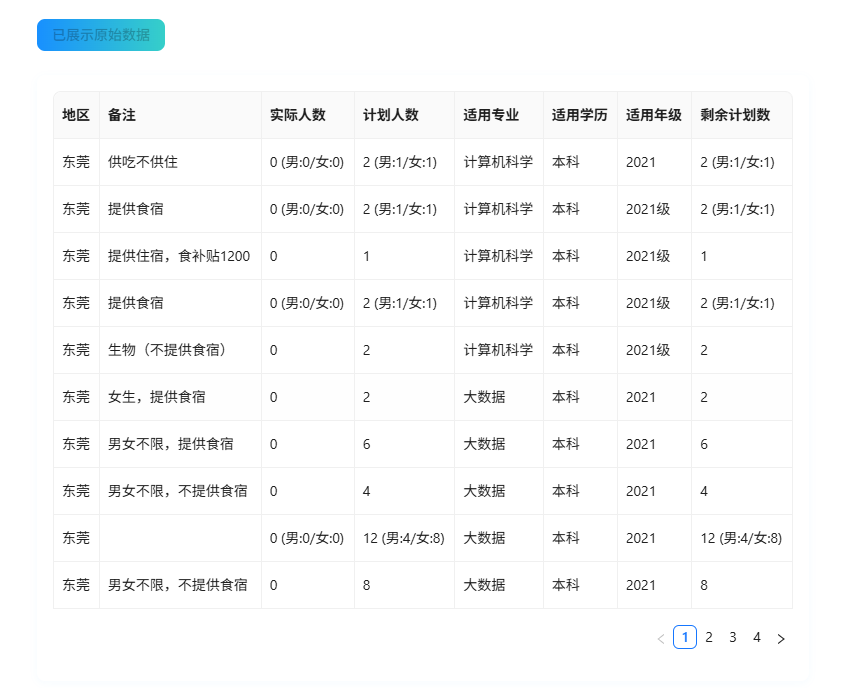 已展示原始数据
地区 备注 实际人数 计划人数 适用专业 适用学历 适用年级 剩余计划数
东莞 供吃不供住 0 (男:0/女:0) 2 (男:1/女:1) 计算机科学 本科 2021 2 (男:1/女:1)
东莞 提供食宿 0 (男:0/女:0) 2 (男:1/女:1) 计算机科学 本科 2021级 2 (男:1/女:1)
东莞 提供住宿，食补贴1200 0 1 计算机科学 本科 2021级 1
东莞 提供食宿 0 (男:0/女:0) 2 (男:1/女:1) 计算机科学 本科 2021级 2 (男:1/女:1)
东莞 生物（不提供食宿） 0 2 计算机科学 本科 2021级 2
东莞 女生，提供食宿 0 2 大数据 本科 2021 2
东莞 男女不限，提供食宿 0 6 大数据 本科 2021 6
东莞 男女不限，不提供食宿 0 4 大数据 本科 2021 4
东莞 0 (男:0/女:0) 12 (男:4/女:8) 大数据 本科 2021 12 (男:4/女:8)
东莞 男女不限，不提供食宿 0 8 大数据 本科 2021 8
< 1 2 3 4 >